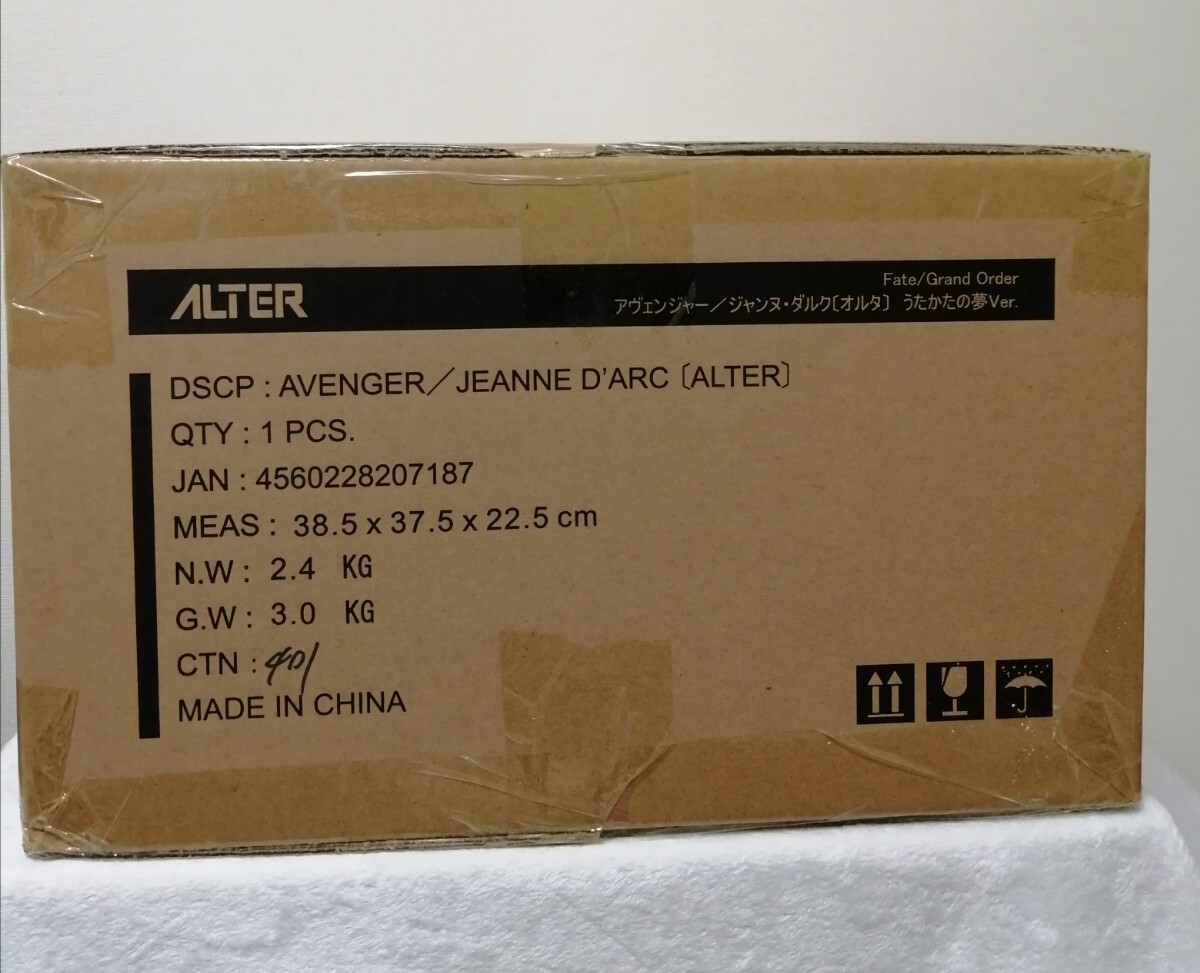 ALTER
Fate/Grand Order
アヴェンジャー／ジャンヌ・ダルク〔オルタ〕 うたかたの夢Ver.
DSCP : AVENGER／JEANNE D'ARC〔ALTER〕
QTY : 1 PCS.
JAN : 4560228207187
MEAS : 38.5 x 37.5 x 22.5 cm
N.W : 2.4 KG
G.W : 3.0 KG
CTN : 401
MADE IN CHINA